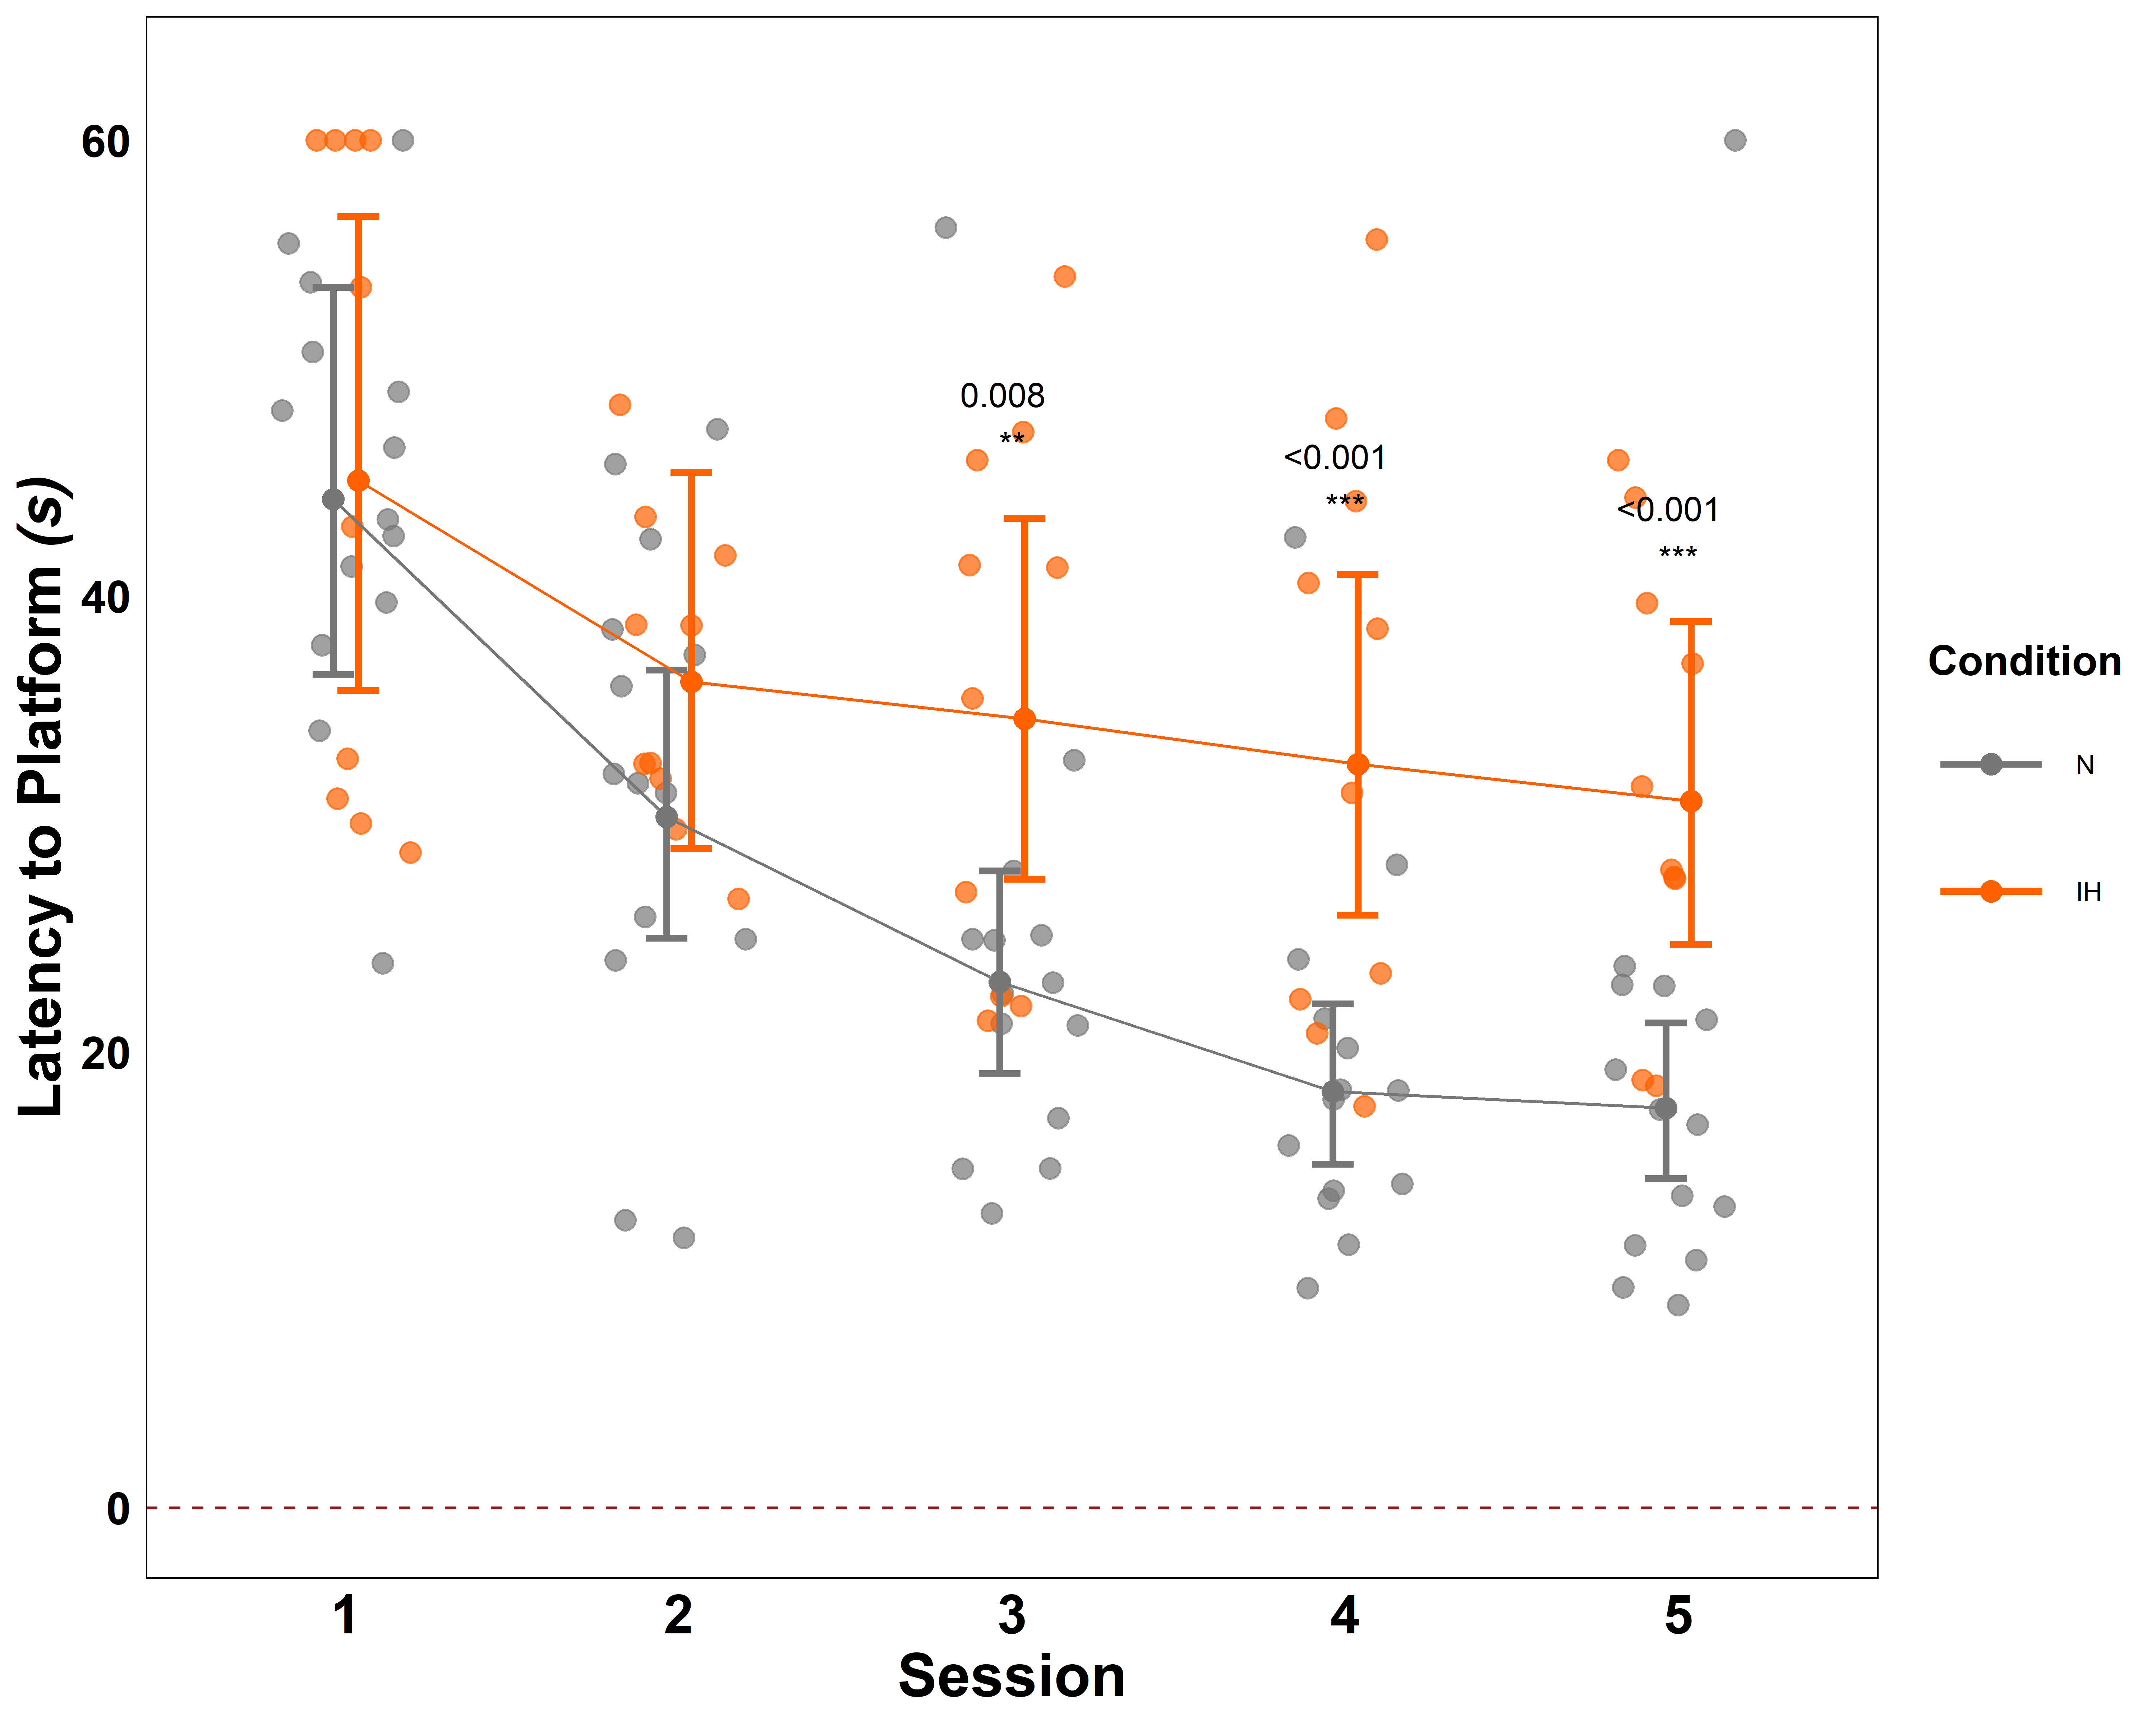 60
40
20
0
Latency to Platform (s)
0.008
**
<0.001
***
<0.001
***
1 2 3 4 5
Session
Condition
N
IH